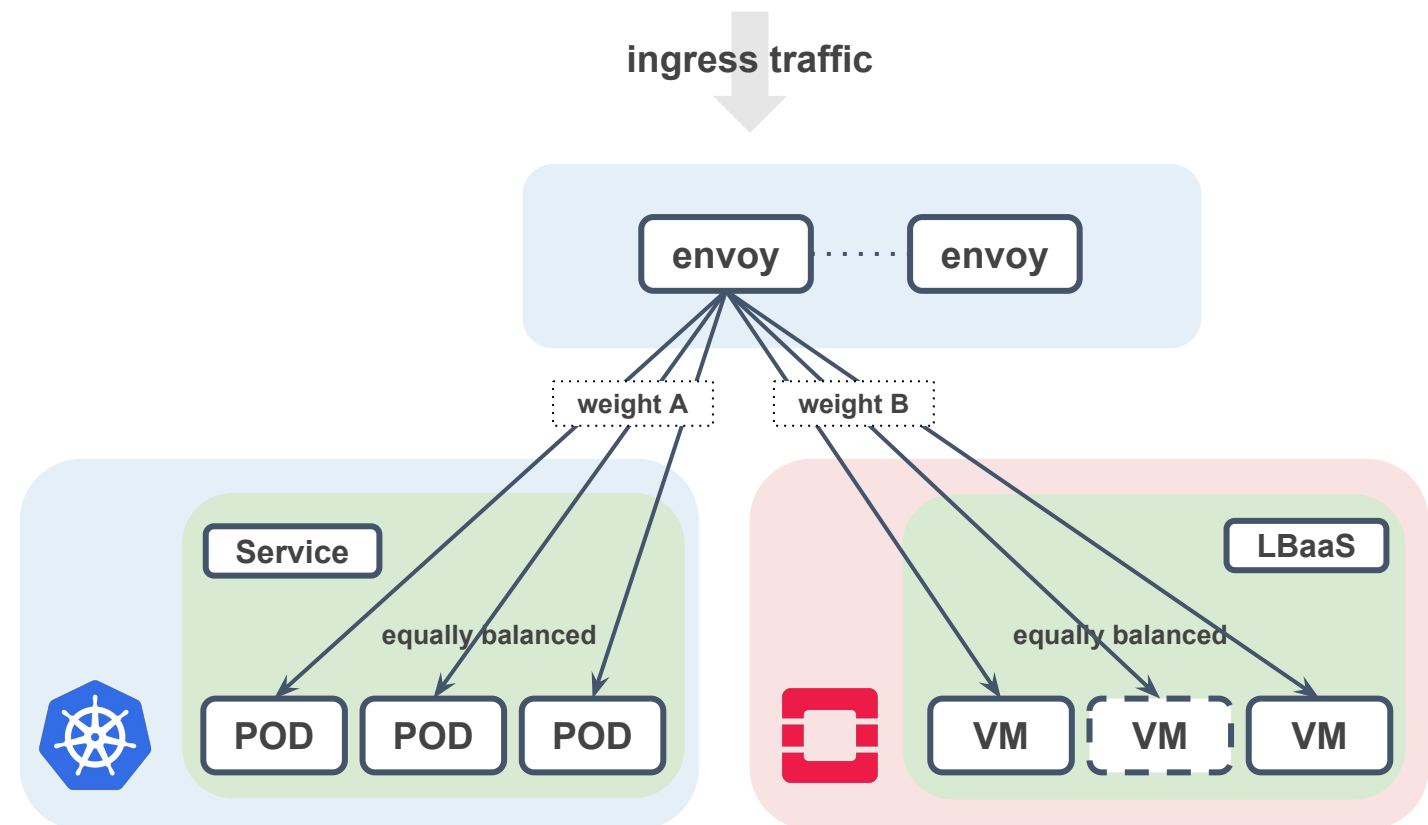 ingress traffic
envoy
envoy
weight A
weight B
Service
LBaaS
equally balanced
equally balanced
POD
POD
POD
VM
VM
VM